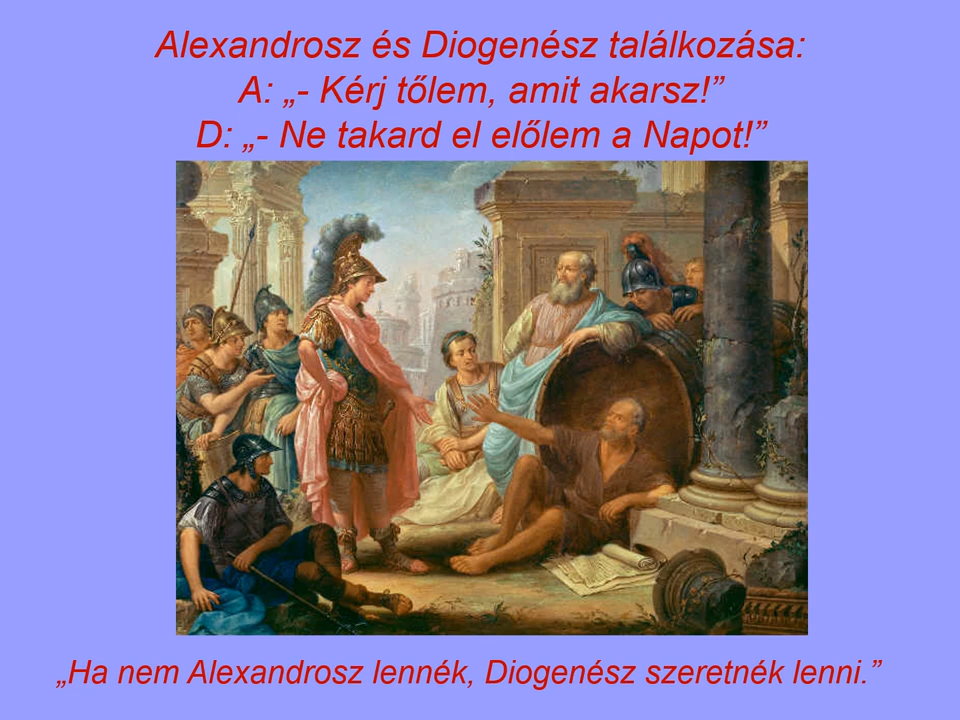 Alexandrosz és Diogenész találkozása:
A: „- Kérj tőlem, amit akarsz!”
D: „- Ne takard el előlem a Napot!”
„Ha nem Alexandrosz lennék, Diogenész szeretnék lenni.”